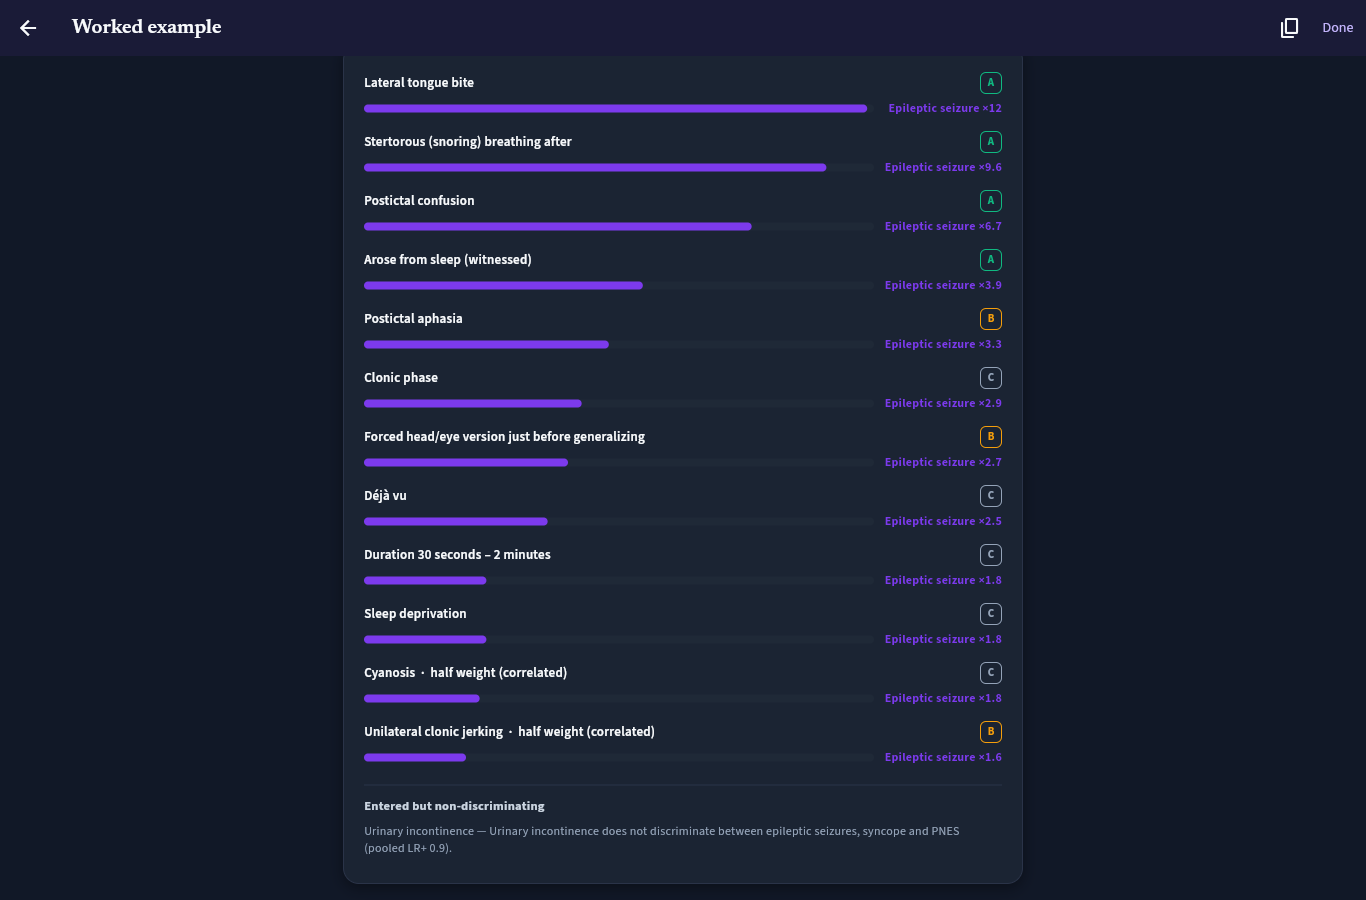 Worked example
Done
Lateral tongue bite
A
Epileptic seizure ×12
Stertorous (snoring) breathing after
A
Epileptic seizure ×9.6
Postictal confusion
A
Epileptic seizure ×6.7
Arose from sleep (witnessed)
A
Epileptic seizure ×3.9
Postictal aphasia
B
Epileptic seizure ×3.3
Clonic phase
C
Epileptic seizure ×2.9
Forced head/eye version just before generalizing
B
Epileptic seizure ×2.7
Déjà vu
C
Epileptic seizure ×2.5
Duration 30 seconds – 2 minutes
C
Epileptic seizure ×1.8
Sleep deprivation
C
Epileptic seizure ×1.8
Cyanosis · half weight (correlated)
C
Epileptic seizure ×1.8
Unilateral clonic jerking · half weight (correlated)
B
Epileptic seizure ×1.6
Entered but non-discriminating
Urinary incontinence — Urinary incontinence does not discriminate between epileptic seizures, syncope and PNES
(pooled LR+ 0.9).